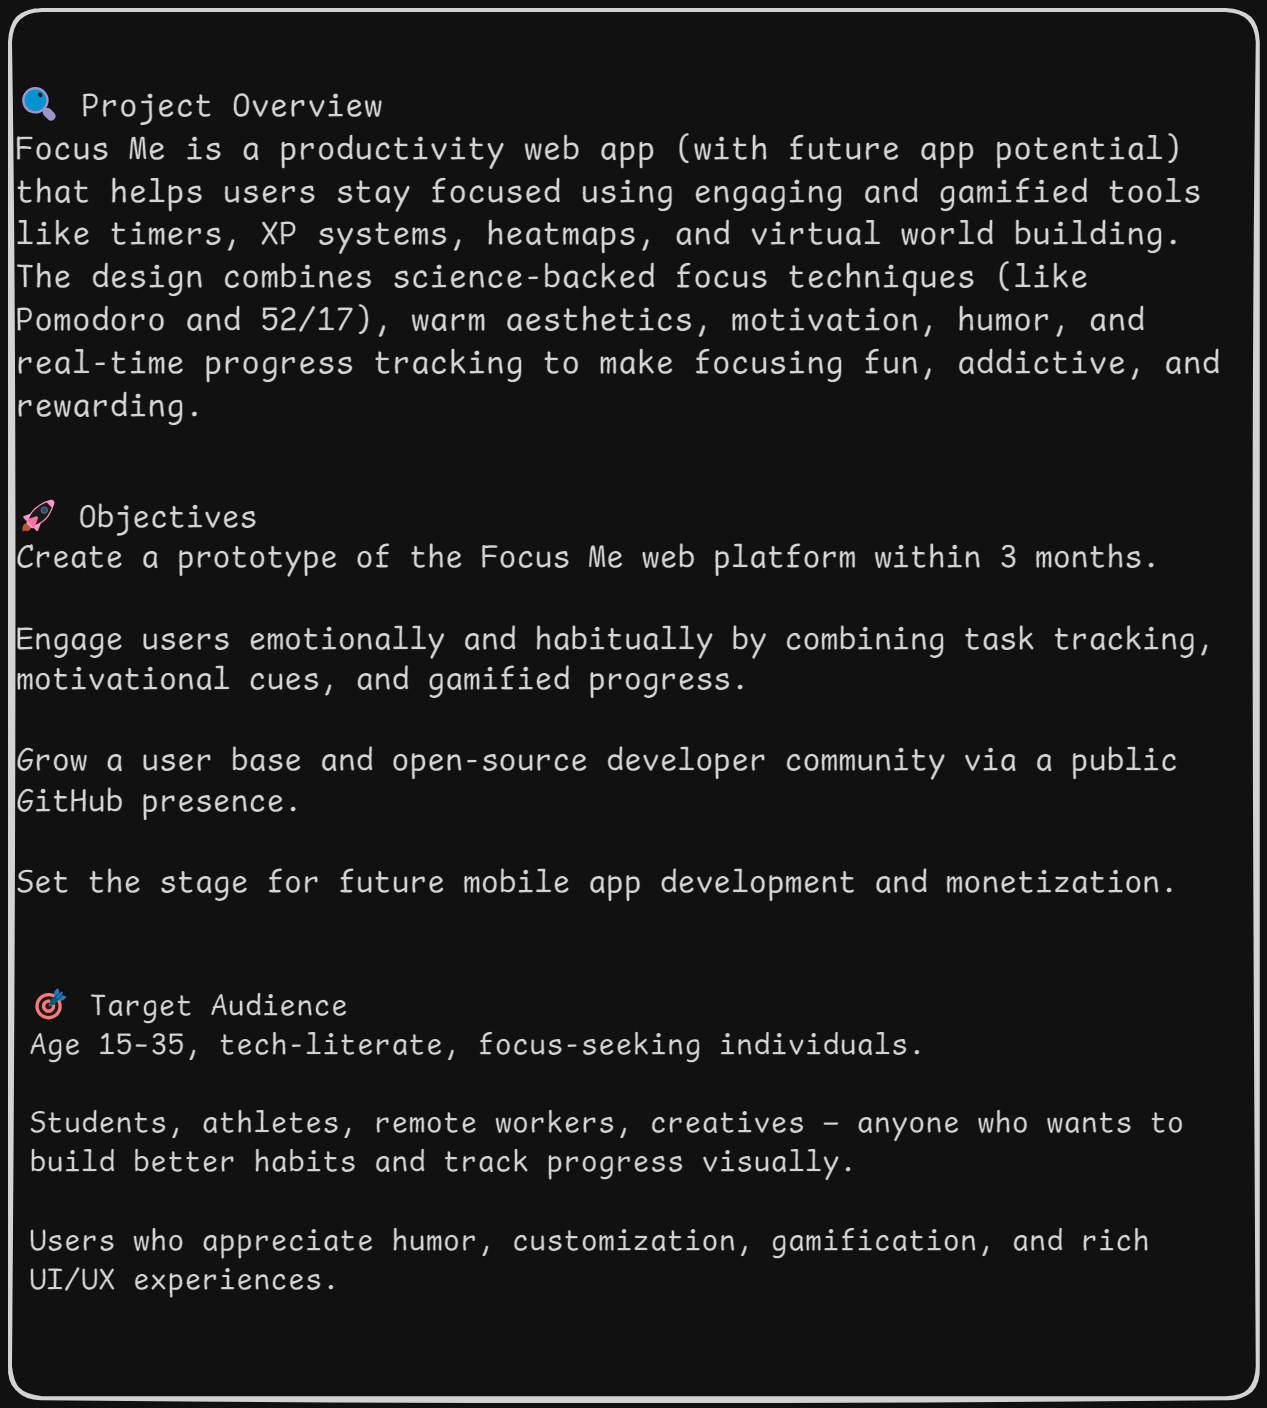 🔍 Project Overview
Focus Me is a productivity web app (with future app potential)
that helps users stay focused using engaging and gamified tools
like timers, XP systems, heatmaps, and virtual world building.
The design combines science-backed focus techniques (like
Pomodoro and 52/17), warm aesthetics, motivation, humor, and
real-time progress tracking to make focusing fun, addictive, and
rewarding.
🚀 Objectives
Create a prototype of the Focus Me web platform within 3 months.
Engage users emotionally and habitually by combining task tracking,
motivational cues, and gamified progress.
Grow a user base and open-source developer community via a public
GitHub presence.
Set the stage for future mobile app development and monetization.
🎯 Target Audience
Age 15–35, tech-literate, focus-seeking individuals.
Students, athletes, remote workers, creatives — anyone who wants to
build better habits and track progress visually.
Users who appreciate humor, customization, gamification, and rich
UI/UX experiences.